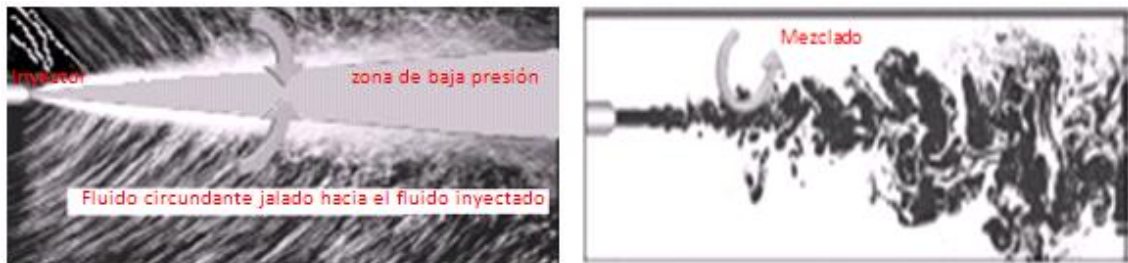 Inyector
zona de baja presión
Fluido circundante jalado hacia el fluido inyectado
Mezclado